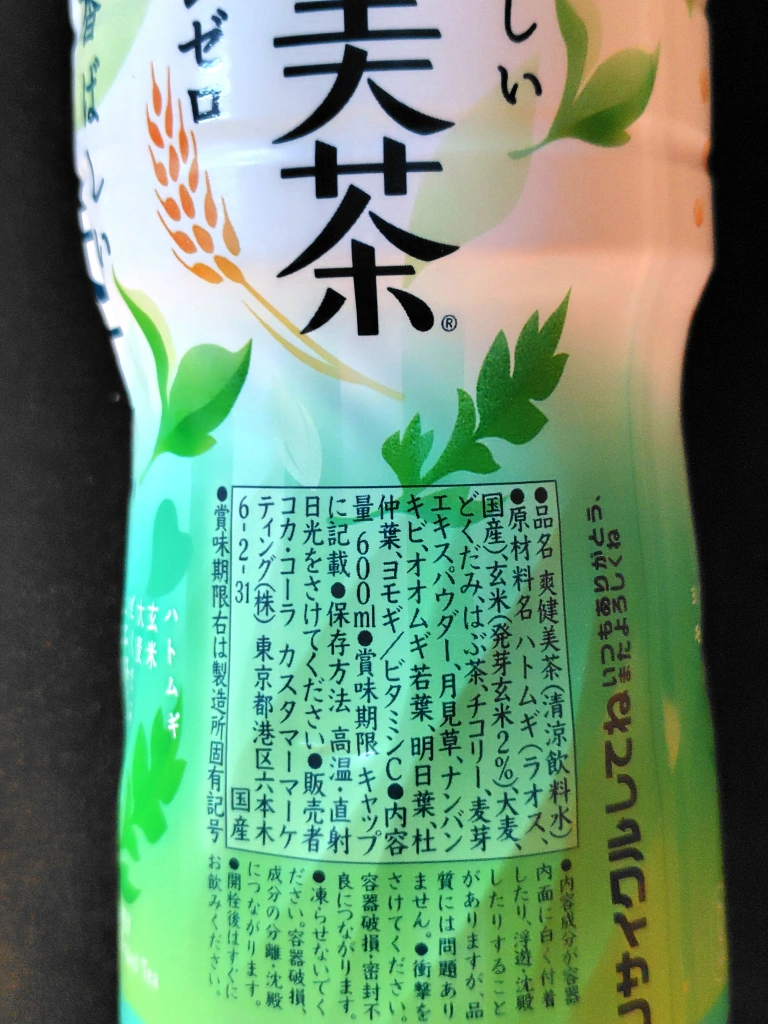 しい
美茶®
ゼロ
香ばし
●品名 爽健美茶(清涼飲料水)
●原材料名 ハトムギ(ラオス、
国産)、玄米(発芽玄米2%)、大麦、
どくだみ、はぶ茶、チコリー、麦芽
エキスパウダー、月見草、ナンバン
キビ、オオムギ若葉、明日葉、杜
仲葉、ヨモギ/ビタミンC●内容
量 600ml●賞味期限 キャップ
に記載●保存方法 高温・直射
日光をさけてください●販売者
コカ・コーラ カスタマーマーケ
ティング(株) 東京都港区六本木
6-2-31 国産
●賞味期限右は製造所固有記号
●内容成分が容器
内面に白く付着
したり、浮遊・沈殿
したりすること
がありますが、品
質には問題あり
ません。●衝撃を
さけてください。
容器破損・密封不
良につながります。
●凍らせないでく
ださい。容器破損、
成分の分離・沈殿
につながります。
●開栓後はすぐに
お飲みください。
いつもありがとう、
またよろしくね
リサイクルしてね
ハトムギ
玄米
大麦
Tea